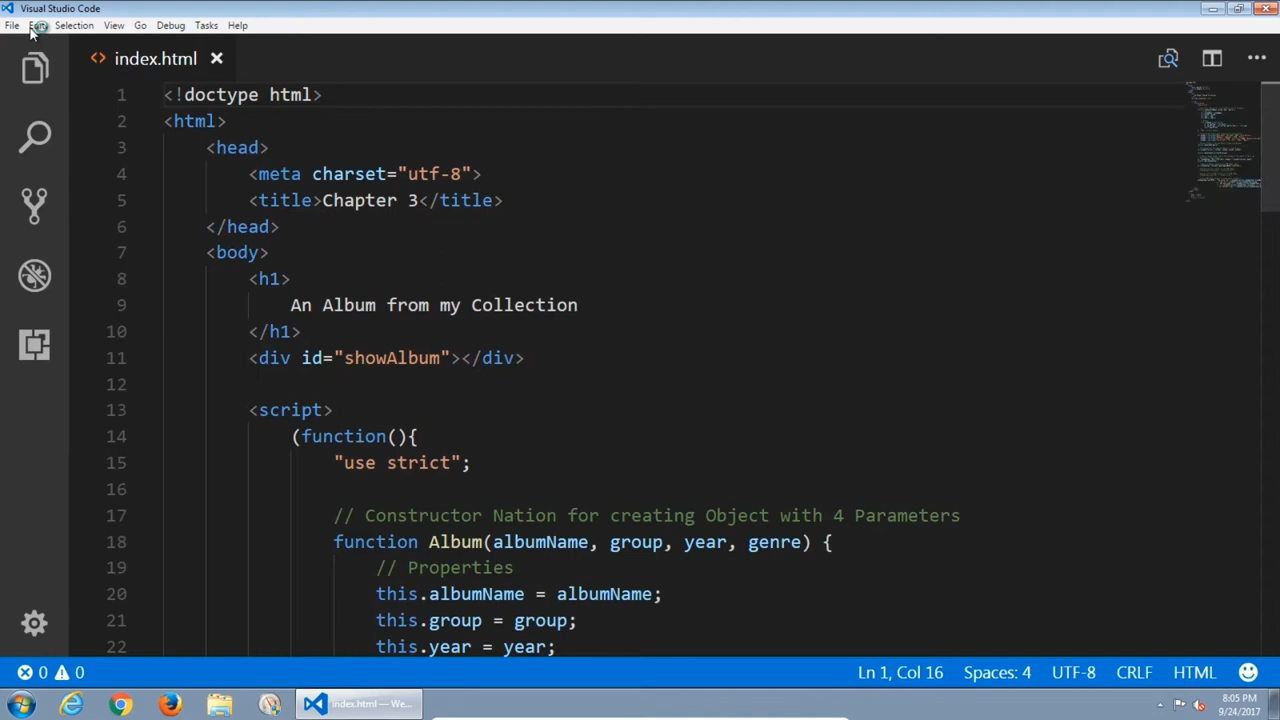 Visual Studio Code
File Edit Selection View Go Debug Tasks Help
index.html
1 <!doctype html>
2 <html>
3 <head>
4 <meta charset="utf-8">
5 <title>Chapter 3</title>
6 </head>
7 <body>
8 <h1>
9 An Album from my Collection
10 </h1>
11 <div id="showAlbum"></div>
12
13 <script>
14 (function(){
15 "use strict";
16
17 // Constructor Nation for creating Object with 4 Parameters
18 function Album(albumName, group, year, genre) {
19 // Properties
20 this.albumName = albumName;
21 this.group = group;
22 this.year = year;
0 0 Ln 1, Col 16 Spaces: 4 UTF-8 CRLF HTML
index.html — We...
8:05 PM
9/24/2017